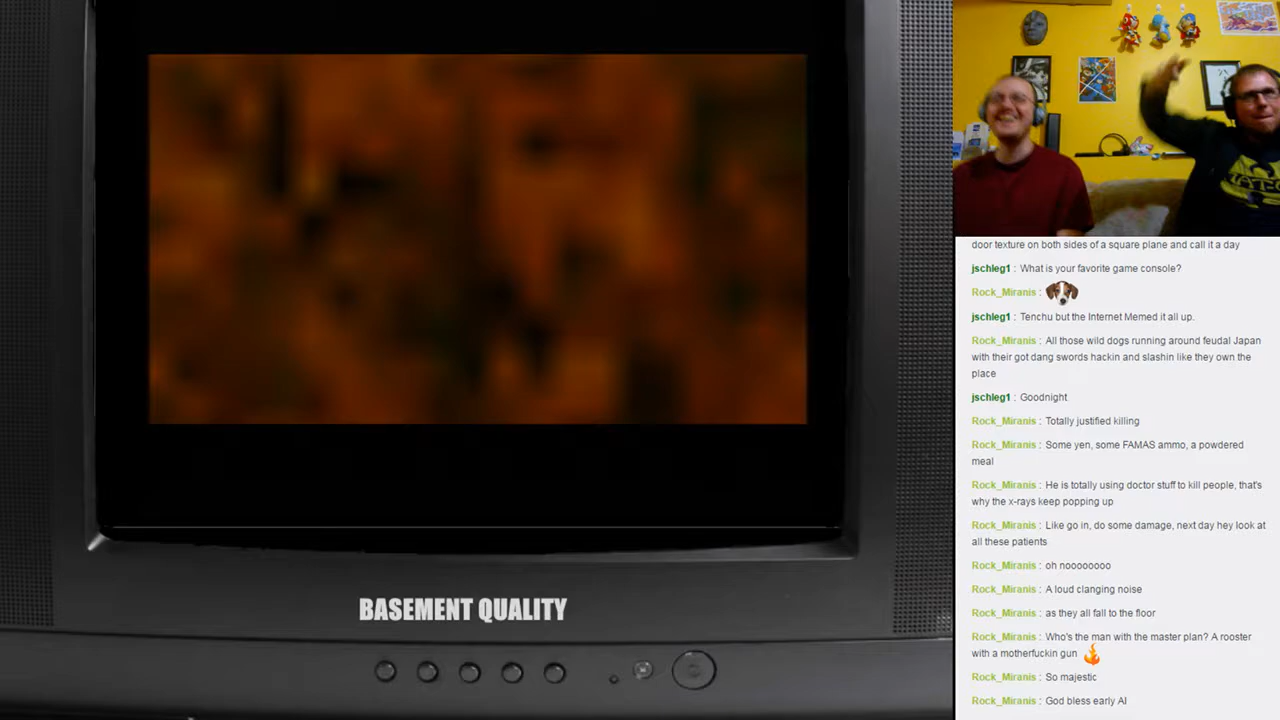 door texture on both sides of a square plane and call it a day
jschleg1 : What is your favorite game console?
Rock_Miranis :
jschleg1 : Tenchu but the Internet Memed it all up.
Rock_Miranis : All those wild dogs running around feudal Japan
with their got dang swords hackin and slashin like they own the
place
jschleg1 : Goodnight
Rock_Miranis : Totally justified killing
Rock_Miranis : Some yen, some FAMAS ammo, a powdered
meal
Rock_Miranis : He is totally using doctor stuff to kill people, that's
why the x-rays keep popping up
Rock_Miranis : Like go in, do some damage, next day hey look at
all these patients
Rock_Miranis : oh noooooooo
Rock_Miranis : A loud clanging noise
Rock_Miranis : as they all fall to the floor
Rock_Miranis : Who's the man with the master plan? A rooster
with a motherfuckin gun
Rock_Miranis : So majestic
Rock_Miranis : God bless early AI
BASEMENT QUALITY